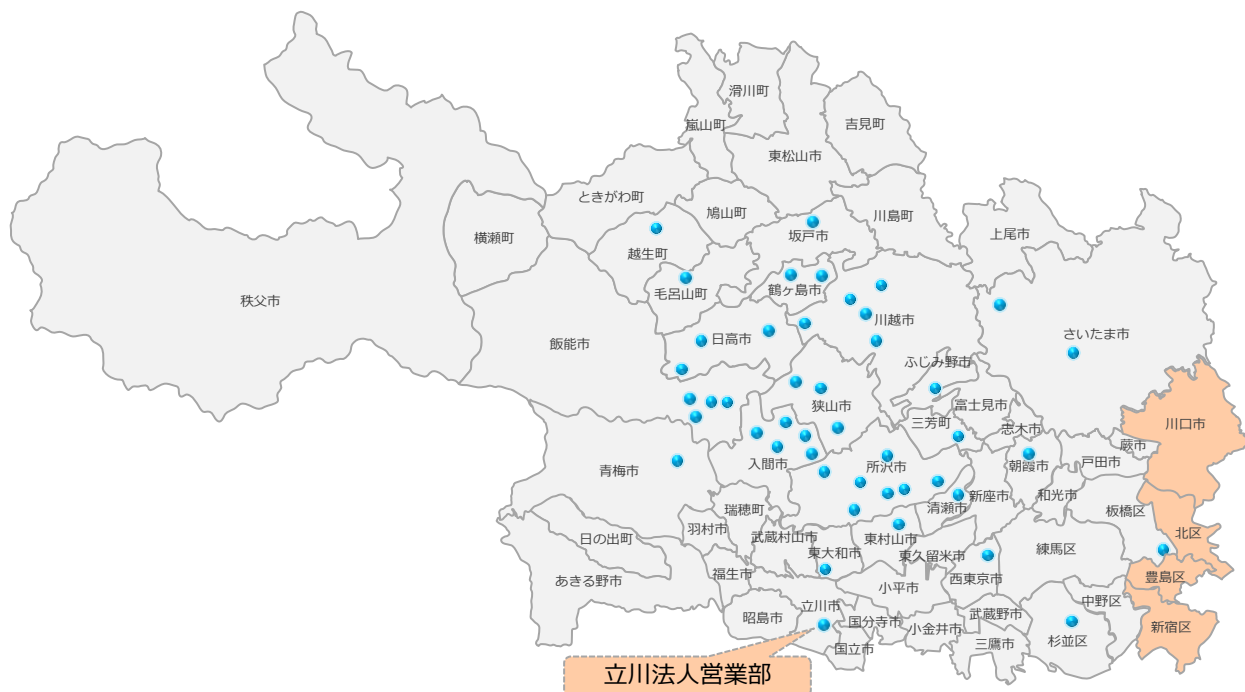 滑川町
嵐山町
吉見町
東松山市
ときがわ町
鳩山町
川島町
横瀬町
坂戸市
上尾市
越生町
毛呂山町
鶴ヶ島市
秩父市
川越市
さいたま市
日高市
飯能市
ふじみ野市
狭山市
富士見市
川口市
三芳町
志木市
蕨市
入間市
所沢市
朝霞市
戸田市
青梅市
新座市
和光市
清瀬市
瑞穂町
板橋区
羽村市
武蔵村山市
東村山市
北区
日の出町
東大和市
東久留米市
練馬区
あきる野市
福生市
西東京市
豊島区
小平市
中野区
昭島市
立川市
武蔵野市
国分寺市
小金井市
杉並区
新宿区
国立市
三鷹市
立川法人営業部